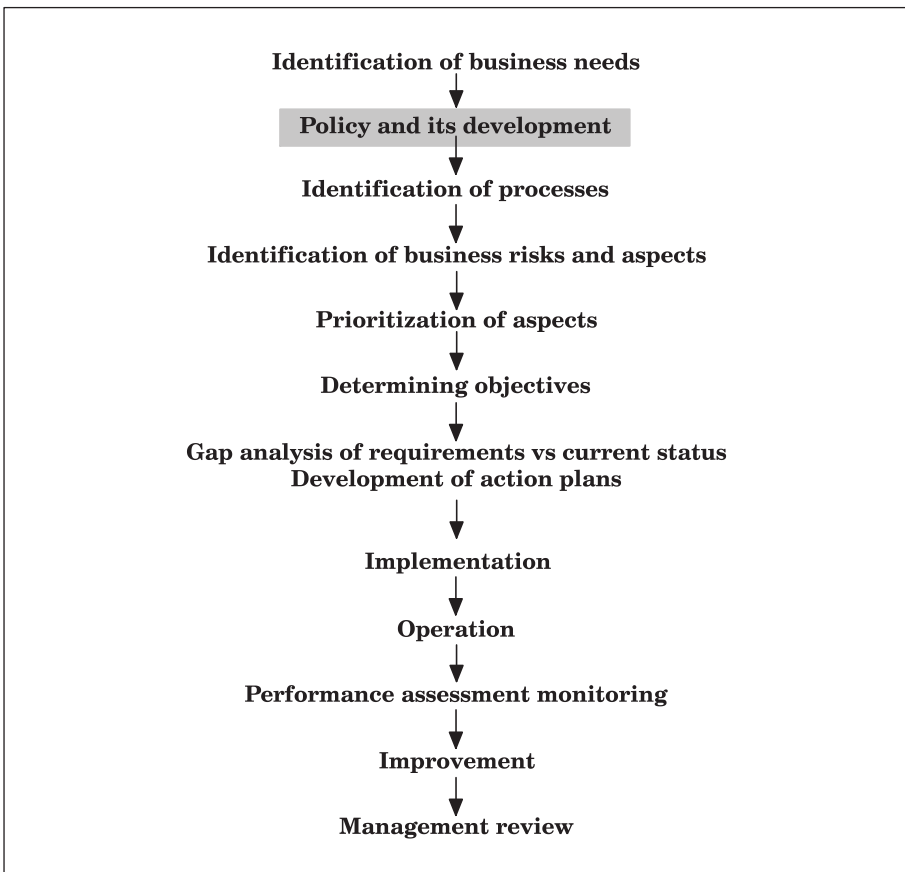 Identification of business needs
Policy and its development
Identification of processes
Identification of business risks and aspects
Prioritization of aspects
Determining objectives
Gap analysis of requirements vs current status
Development of action plans
Implementation
Operation
Performance assessment monitoring
Improvement
Management review